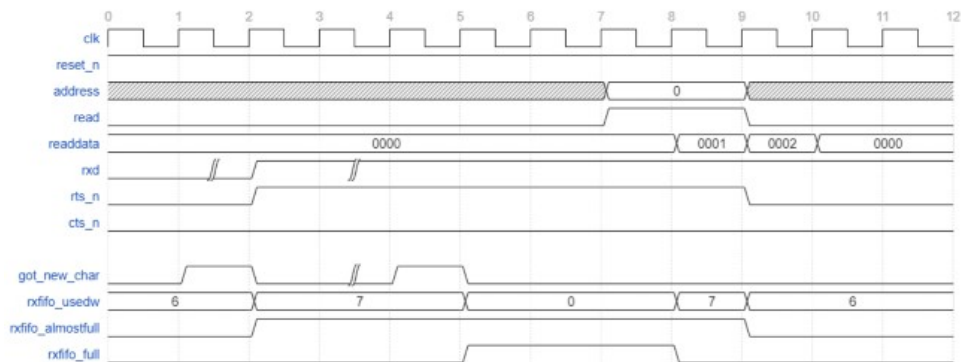 0 1 2 3 4 5 6 7 8 9 10 11 12
clk
reset_n
address 0
read
readdata 0000 0001 0002 0000
rxd
rts_n
cts_n
got_new_char
rxfifo_usedw 6 7 0 7 6
rxfifo_almostfull
rxfifo_full